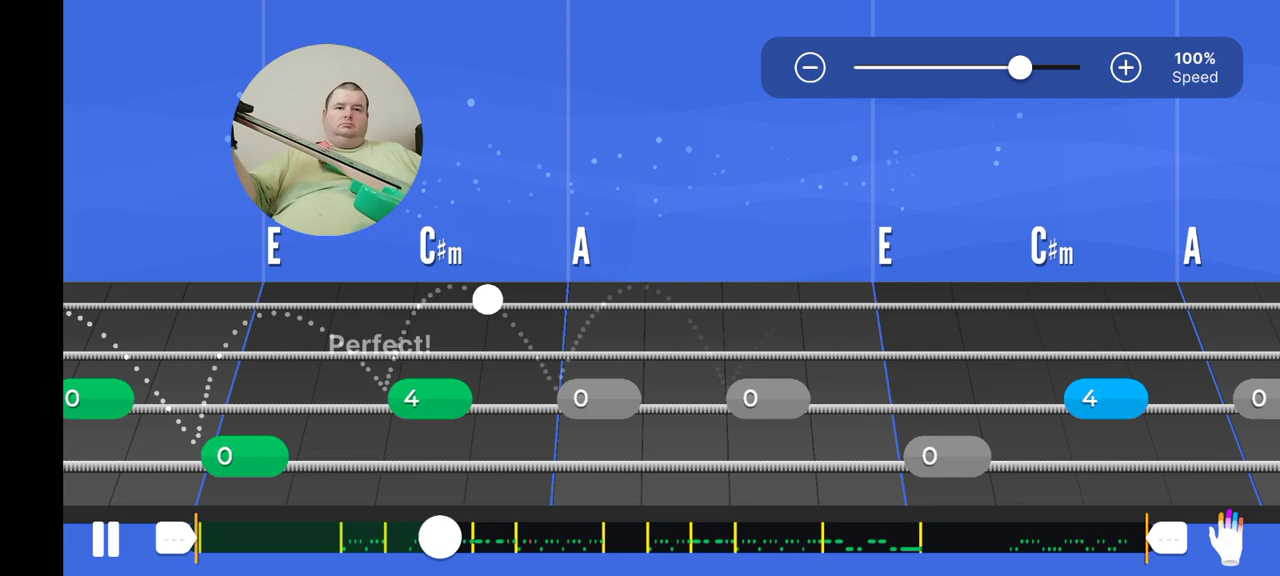 100%
Speed
E C♯m A E C♯m A
Perfect!
0 4 0 0 4 0
0 0